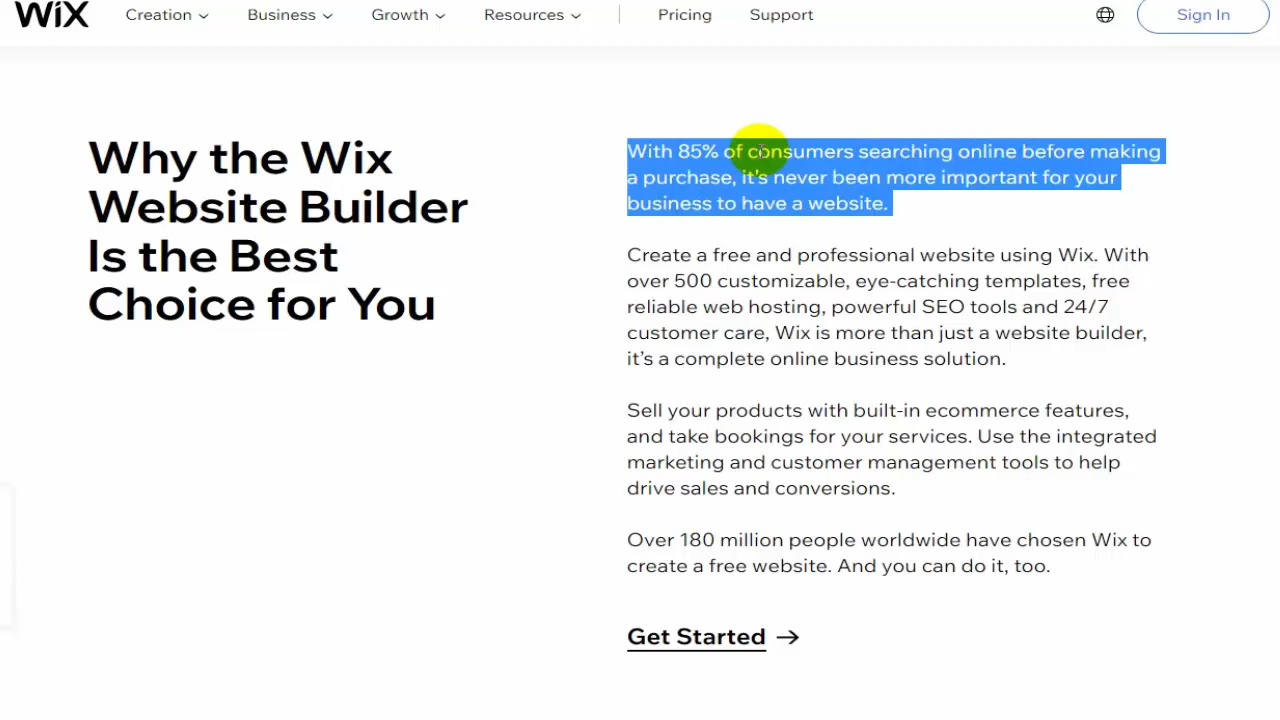 WiX Creation Business Growth Resources Pricing Support Sign In
Why the Wix
Website Builder
Is the Best
Choice for You
With 85% of consumers searching online before making
a purchase, it's never been more important for your
business to have a website.
Create a free and professional website using Wix. With
over 500 customizable, eye-catching templates, free
reliable web hosting, powerful SEO tools and 24/7
customer care, Wix is more than just a website builder,
it’s a complete online business solution.
Sell your products with built-in ecommerce features,
and take bookings for your services. Use the integrated
marketing and customer management tools to help
drive sales and conversions.
Over 180 million people worldwide have chosen Wix to
create a free website. And you can do it, too.
Get Started →